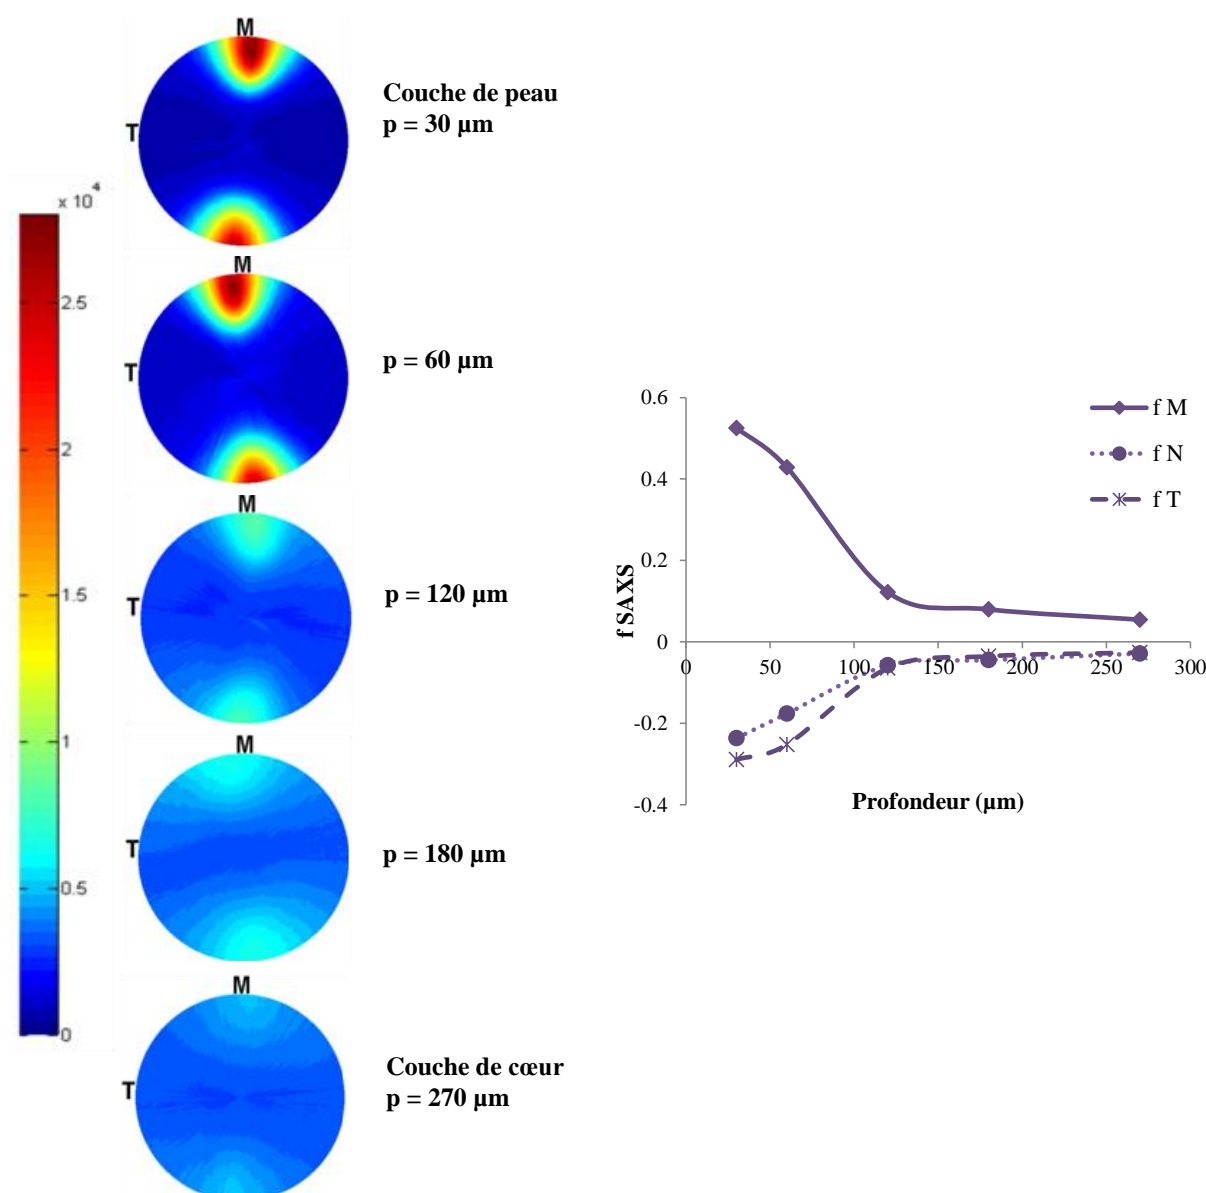 M
T
Couche de peau
p = 30 µm
x 10^4
2.5
2
1.5
1
0.5
0
M
T
p = 60 µm
M
T
p = 120 µm
M
T
p = 180 µm
M
T
Couche de cœur
p = 270 µm
f SAXS
0.6
0.4
0.2
0
-0.2
-0.4
0
50
100
150
200
250
300
Profondeur (µm)
f M
f N
f T